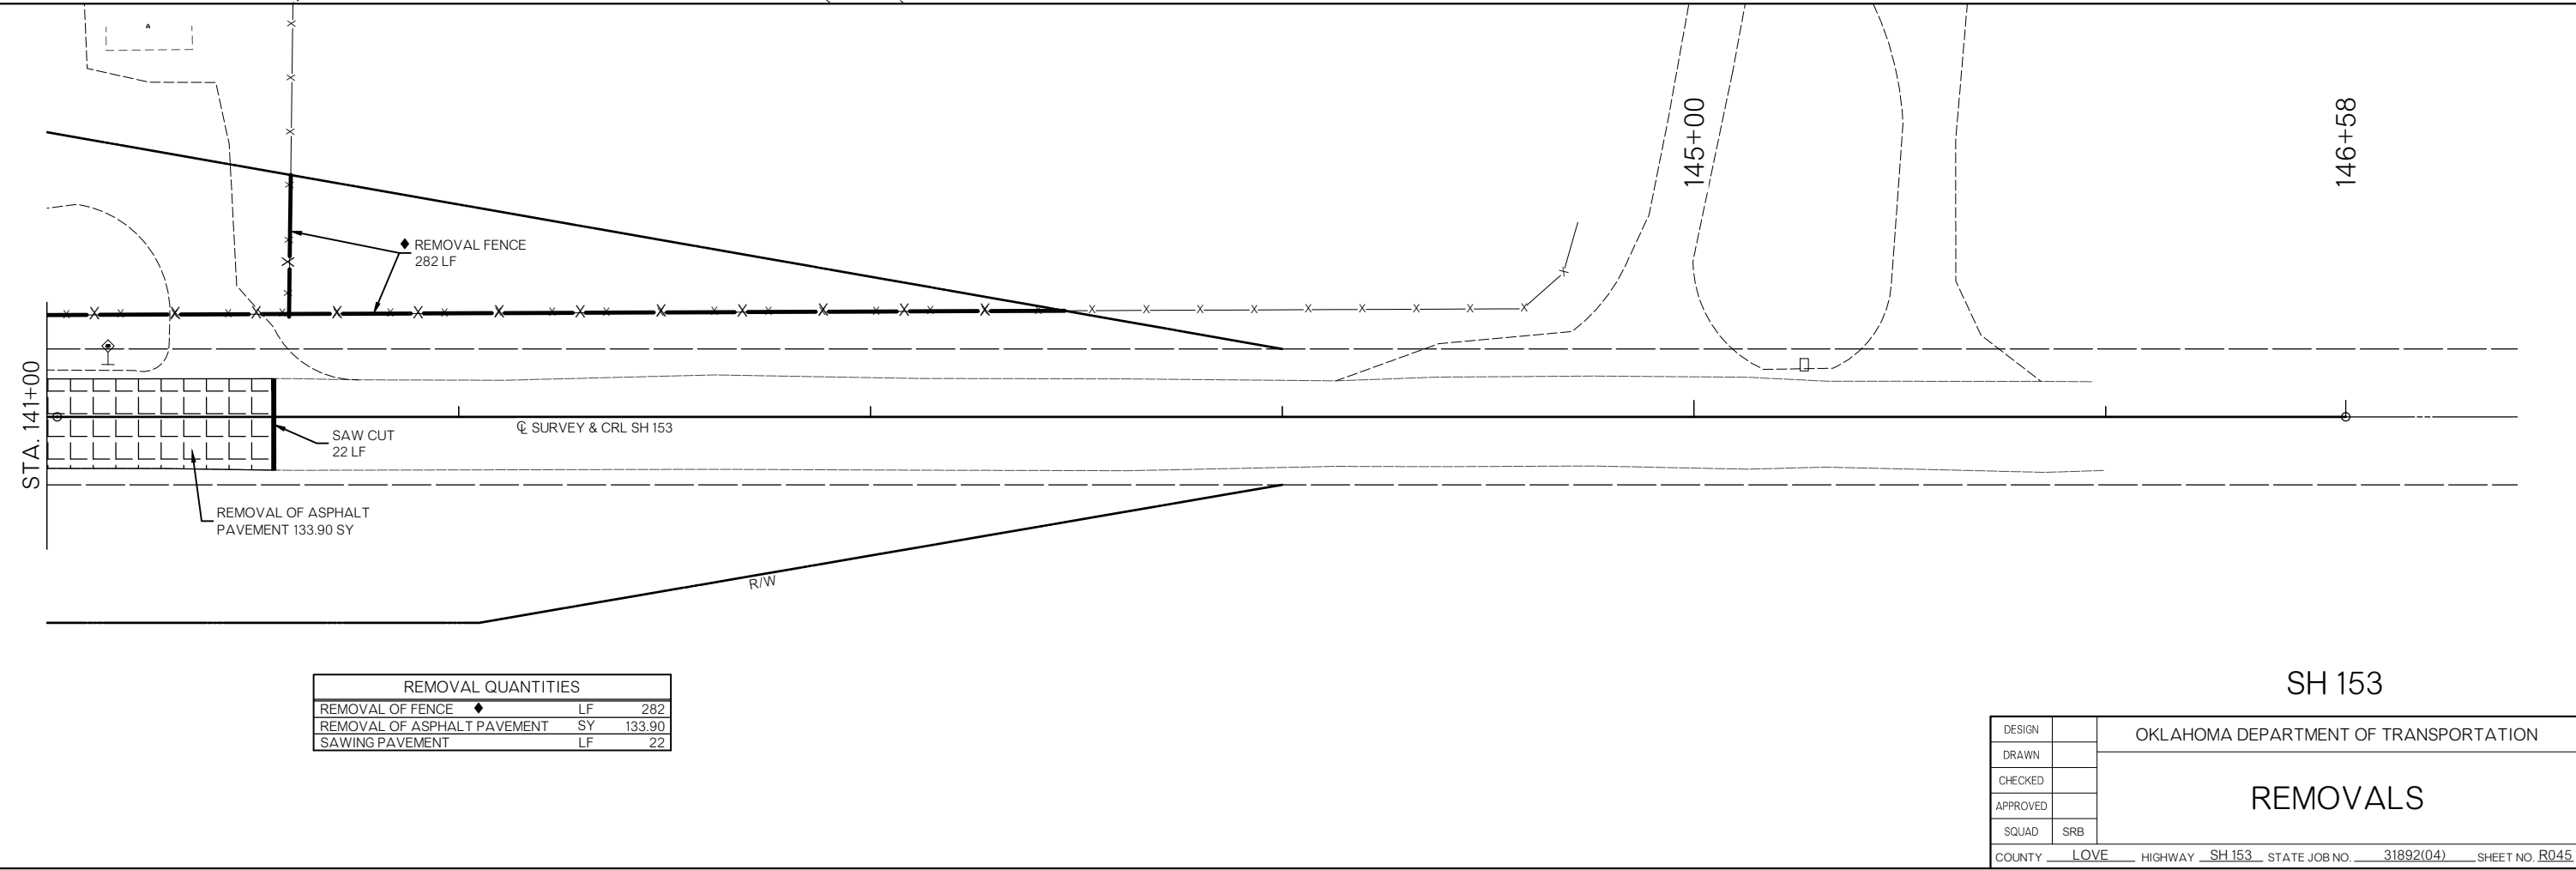 145+00
146+58
♦ REMOVAL FENCE
282 LF
STA. 141+00
℄ SURVEY & CRL SH 153
SAW CUT
22 LF
REMOVAL OF ASPHALT
PAVEMENT 133.90 SY
R/W
REMOVAL QUANTITIES
REMOVAL OF FENCE ♦ LF 282
REMOVAL OF ASPHALT PAVEMENT SY 133.90
SAWING PAVEMENT LF 22
SH 153
DESIGN
OKLAHOMA DEPARTMENT OF TRANSPORTATION
DRAWN
CHECKED
REMOVALS
APPROVED
SQUAD SRB
COUNTY LOVE HIGHWAY SH 153 STATE JOB NO. 31892(04) SHEET NO. R045